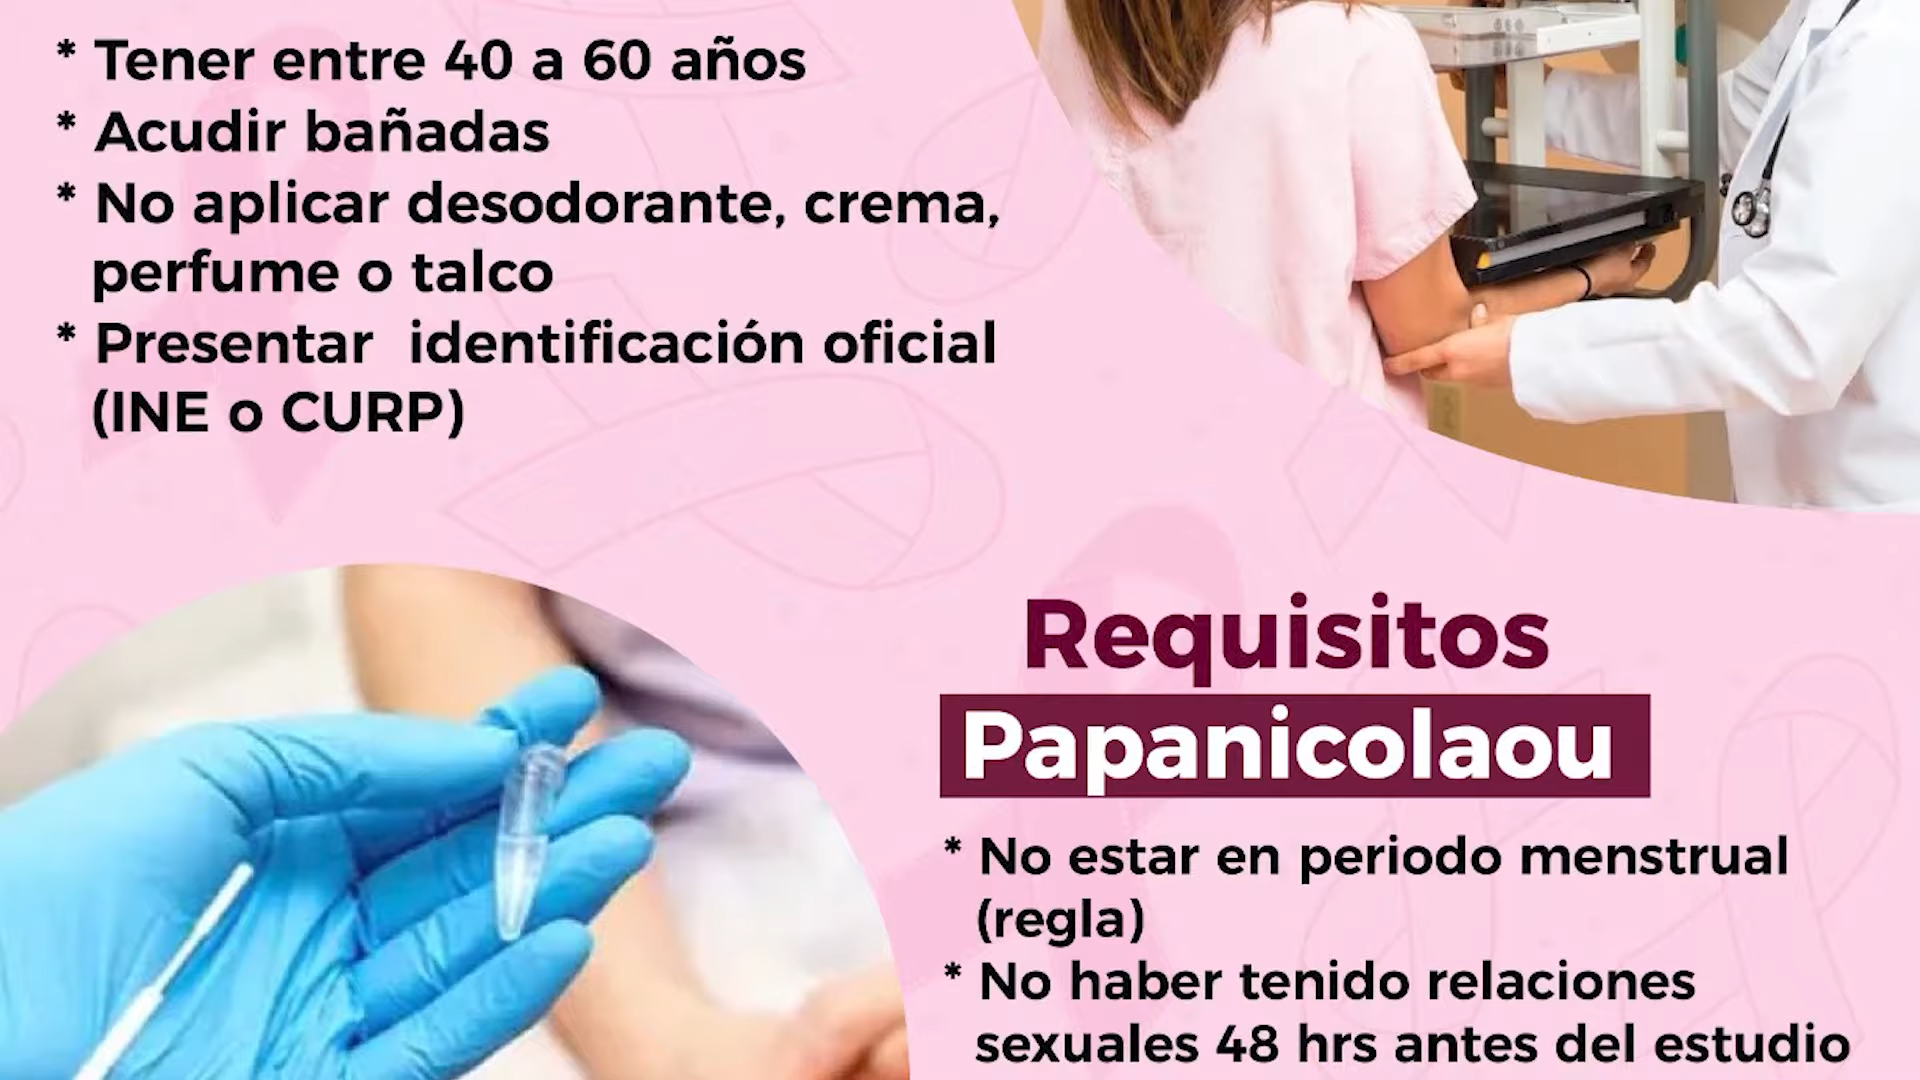 * Tener entre 40 a 60 años
* Acudir bañadas
* No aplicar desodorante, crema,
perfume o talco
* Presentar identificación oficial
(INE o CURP)
Requisitos
Papanicolaou
* No estar en periodo menstrual
(regla)
* No haber tenido relaciones
sexuales 48 hrs antes del estudio